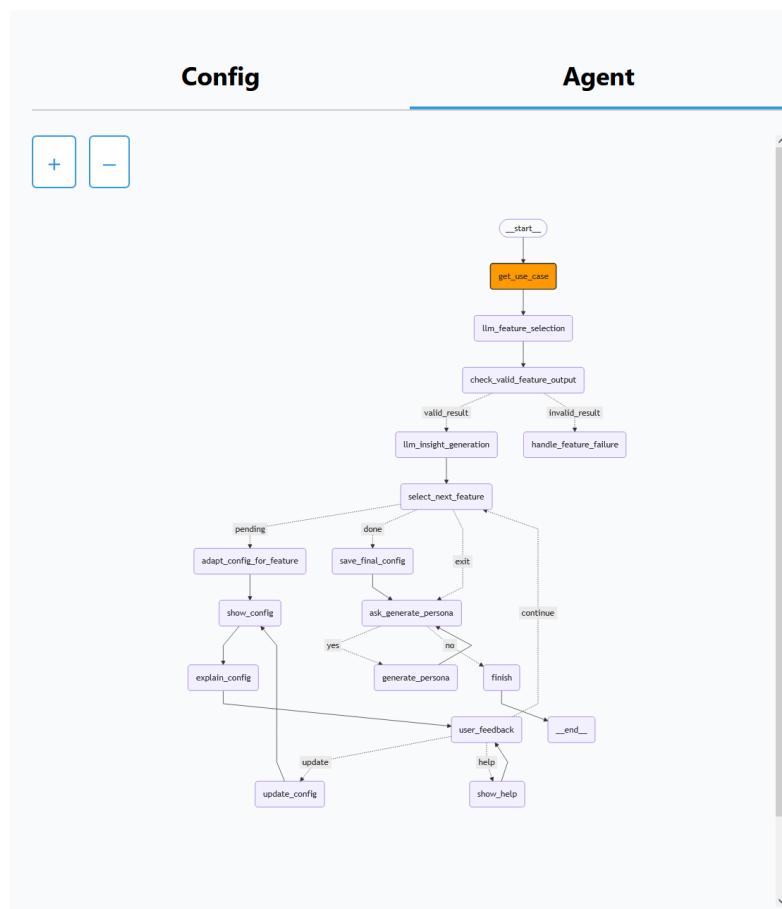 Config
Agent
+
–
__start__
get_use_case
llm_feature_selection
check_valid_feature_output
valid_result
invalid_result
llm_insight_generation
handle_feature_failure
select_next_feature
pending
done
adapt_config_for_feature
save_final_config
exit
show_config
ask_generate_persona
continue
yes
no
explain_config
generate_persona
finish
user_feedback
__end__
update
help
update_config
show_help